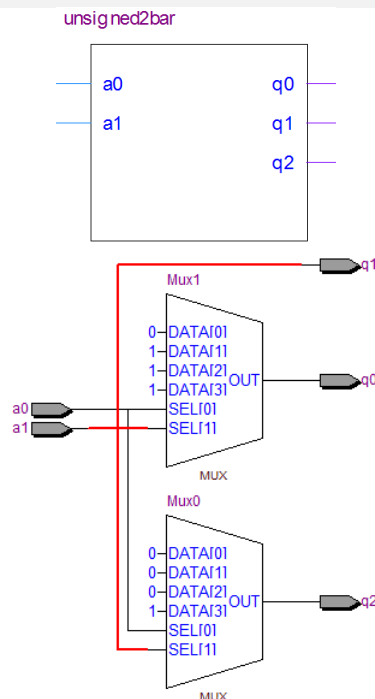 unsigned2bar
a0 q0
a1 q1
q2
q1
Mux1
0 DATA[0]
1 DATA[1]
1 DATA[2]
1 DATA[3]
OUT q0
a0 SEL[0]
a1 SEL[1]
MUX
Mux0
0 DATA[0]
0 DATA[1]
0 DATA[2]
1 DATA[3]
OUT q2
SEL[0]
SEL[1]
MUX